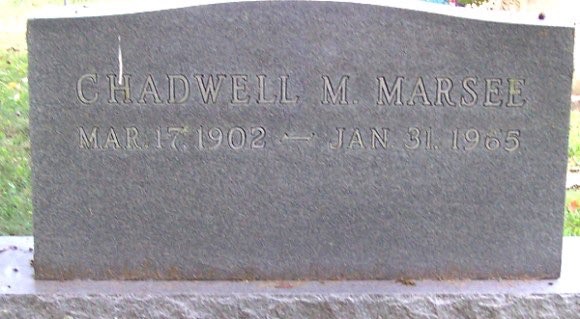 CHADWELL M. MARSEE
MAR. 17, 1902 — JAN. 31, 1965